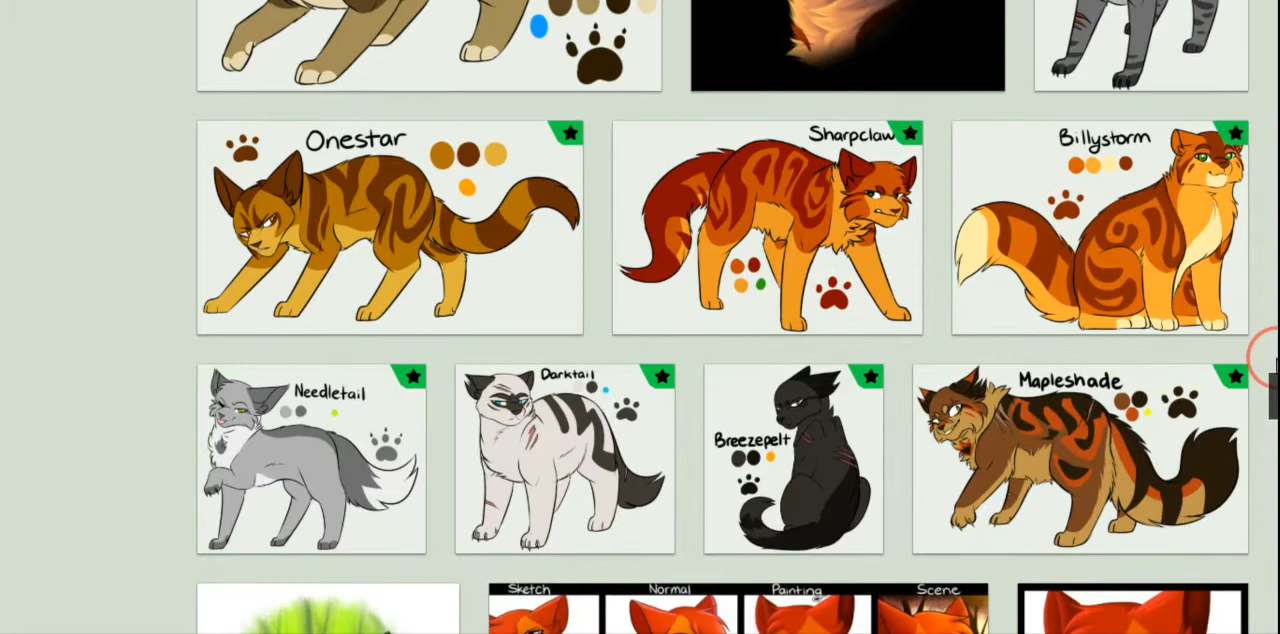 Onestar
Sharpclaw
Billystorm
Needletail
Darktail
Breezepelt
Mapleshade
Sketch
Normal
Painting
Scene